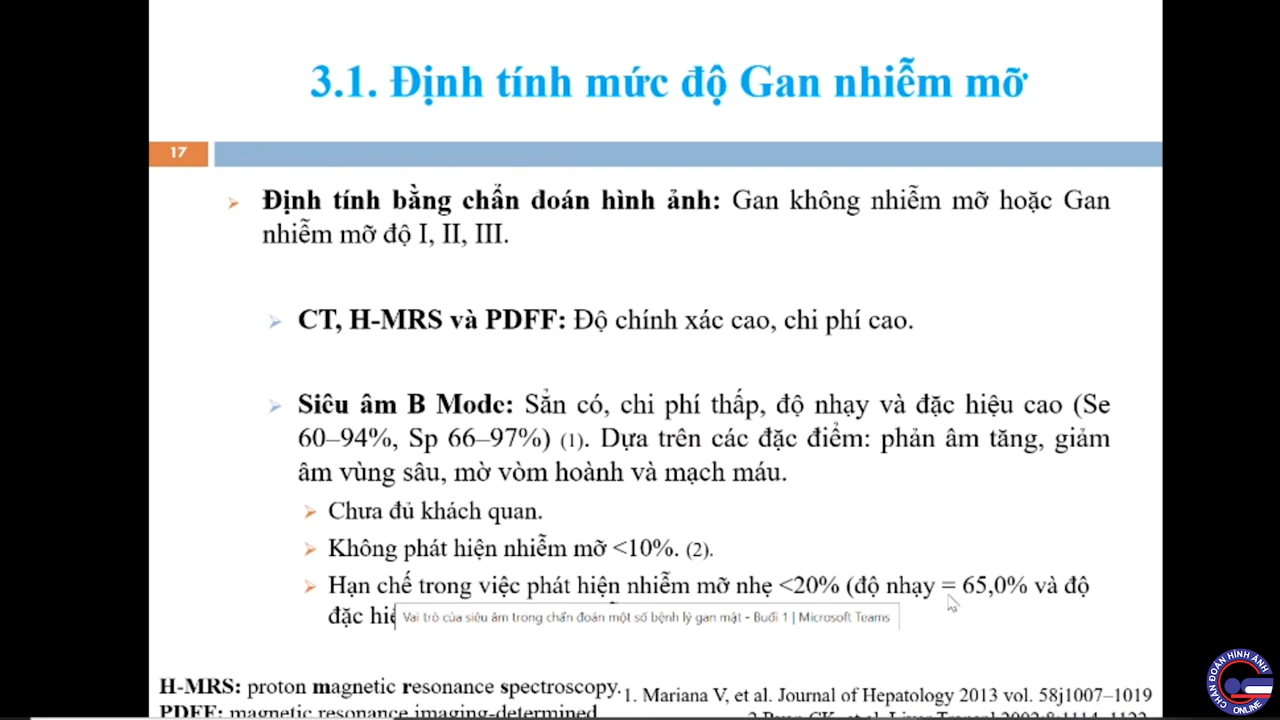 3.1. Định tính mức độ Gan nhiễm mỡ
17
Định tính bằng chẩn đoán hình ảnh: Gan không nhiễm mỡ hoặc Gan
nhiễm mỡ độ I, II, III.
CT, H-MRS và PDFF: Độ chính xác cao, chi phí cao.
Siêu âm B Mode: Sẵn có, chi phí thấp, độ nhạy và đặc hiệu cao (Se
60–94%, Sp 66–97%) (1). Dựa trên các đặc điểm: phản âm tăng, giảm
âm vùng sâu, mờ vòm hoành và mạch máu.
Chưa đủ khách quan.
Không phát hiện nhiễm mỡ <10%. (2).
Hạn chế trong việc phát hiện nhiễm mỡ nhẹ <20% (độ nhạy = 65,0% và độ
đặc
Vai trò của siêu âm trong chẩn đoán một số bệnh lý gan mật - Buổi 1 | Microsoft Teams
H-MRS: proton magnetic resonance spectroscopy.
1. Mariana V, et al. Journal of Hepatology 2013 vol. 58j1007–1019
PDFF: magnetic resonance imaging-determined
CHẨN ĐOÁN HÌNH ẢNH
ONLINE